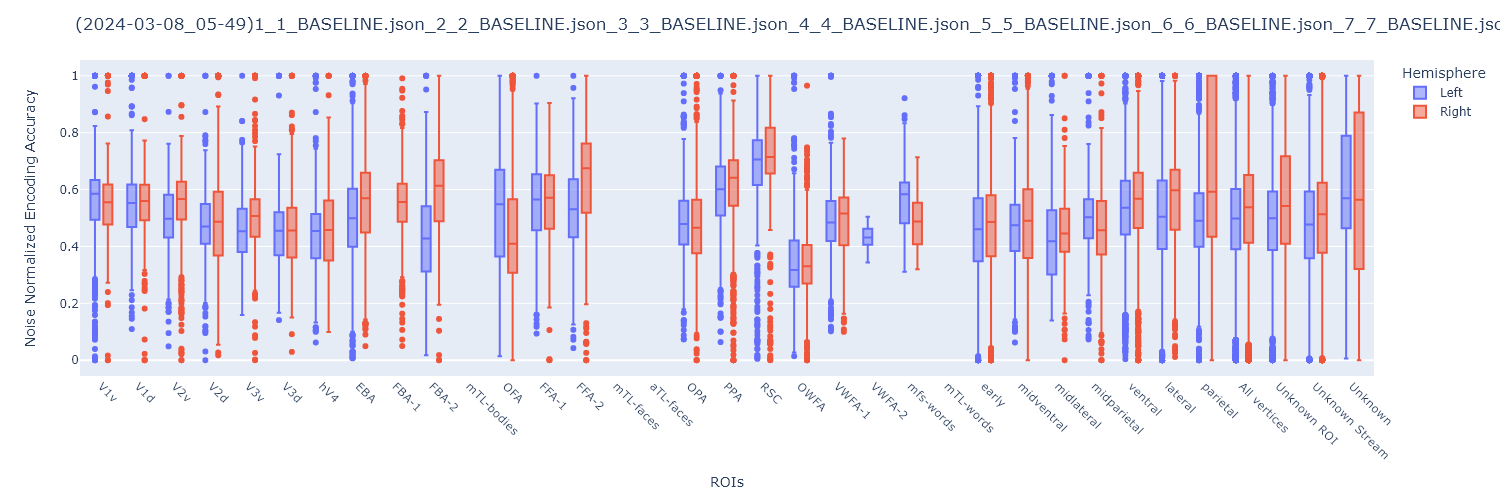 (2024-03-08_05-49)1_1_BASELINE.json_2_2_BASELINE.json_3_3_BASELINE.json_4_4_BASELINE.json_5_5_BASELINE.json_6_6_BASELINE.json_7_7_BASELINE.jso
Noise Normalized Encoding Accuracy
1
0.8
0.6
0.4
0.2
0
V1v
V1d
V2v
V2d
V3v
V3d
hV4
EBA
FBA-1
FBA-2
mTL-bodies
OFA
FFA-1
FFA-2
mTL-faces
aTL-faces
OPA
PPA
RSC
OWFA
VWFA-1
VWFA-2
mfs-words
mTL-words
early
midventral
midlateral
midparietal
ventral
lateral
parietal
All vertices
Unknown ROI
Unknown Stream
Unknown
ROIs
Hemisphere
Left
Right